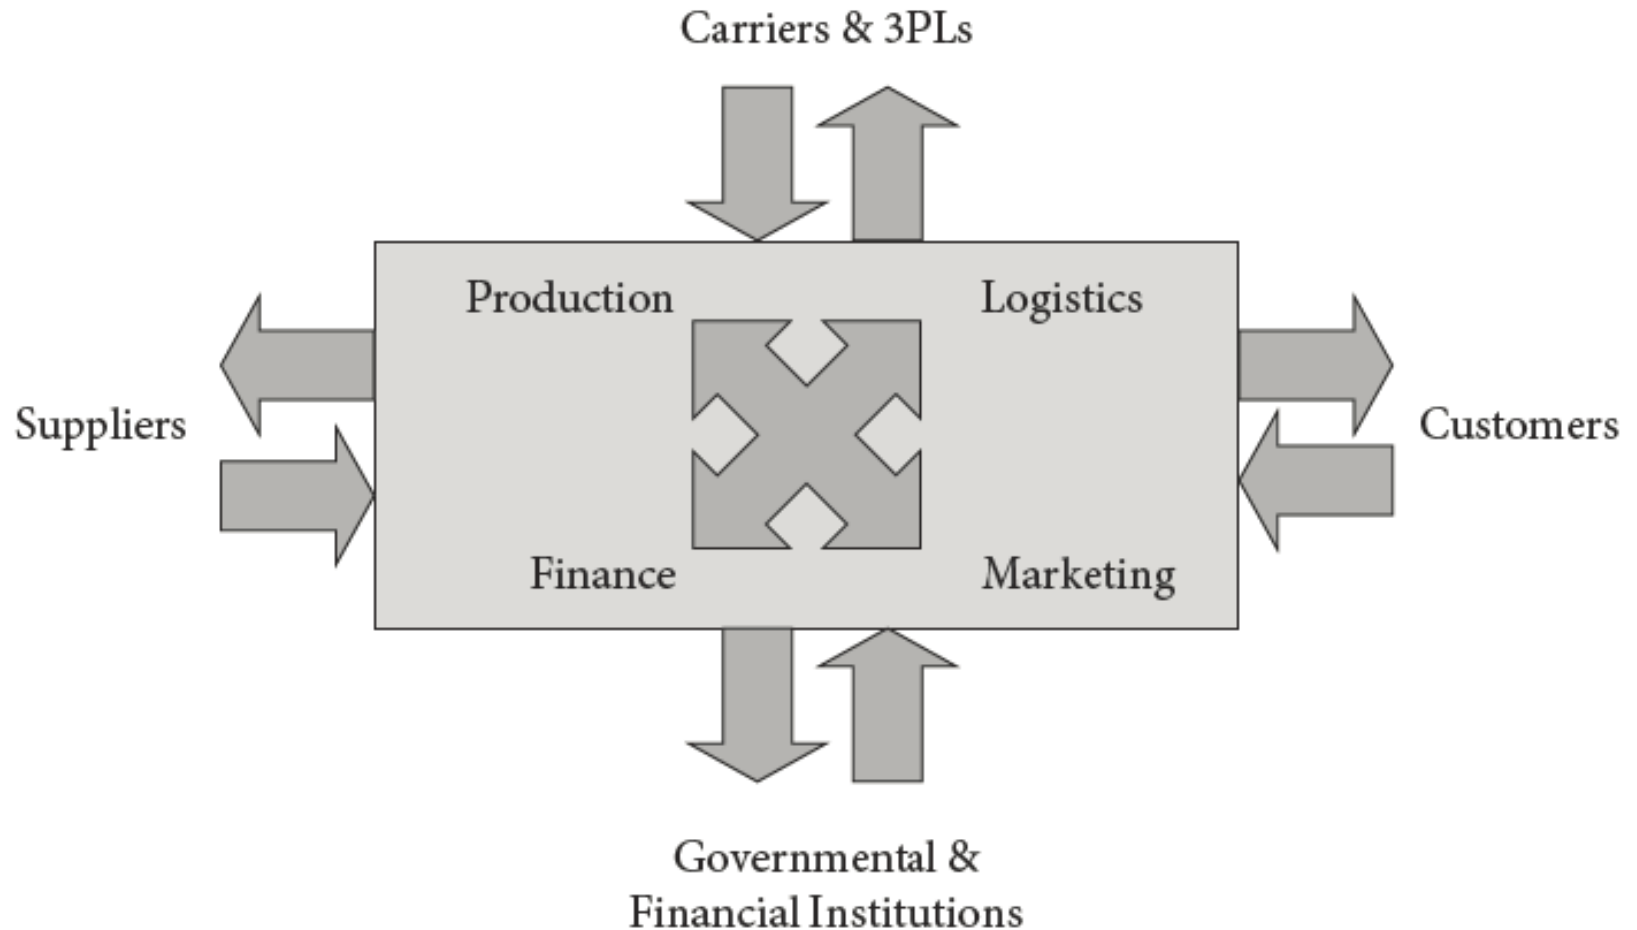 Carriers & 3PLs
Production
Logistics
Suppliers
Customers
Finance
Marketing
Governmental &
Financial Institutions